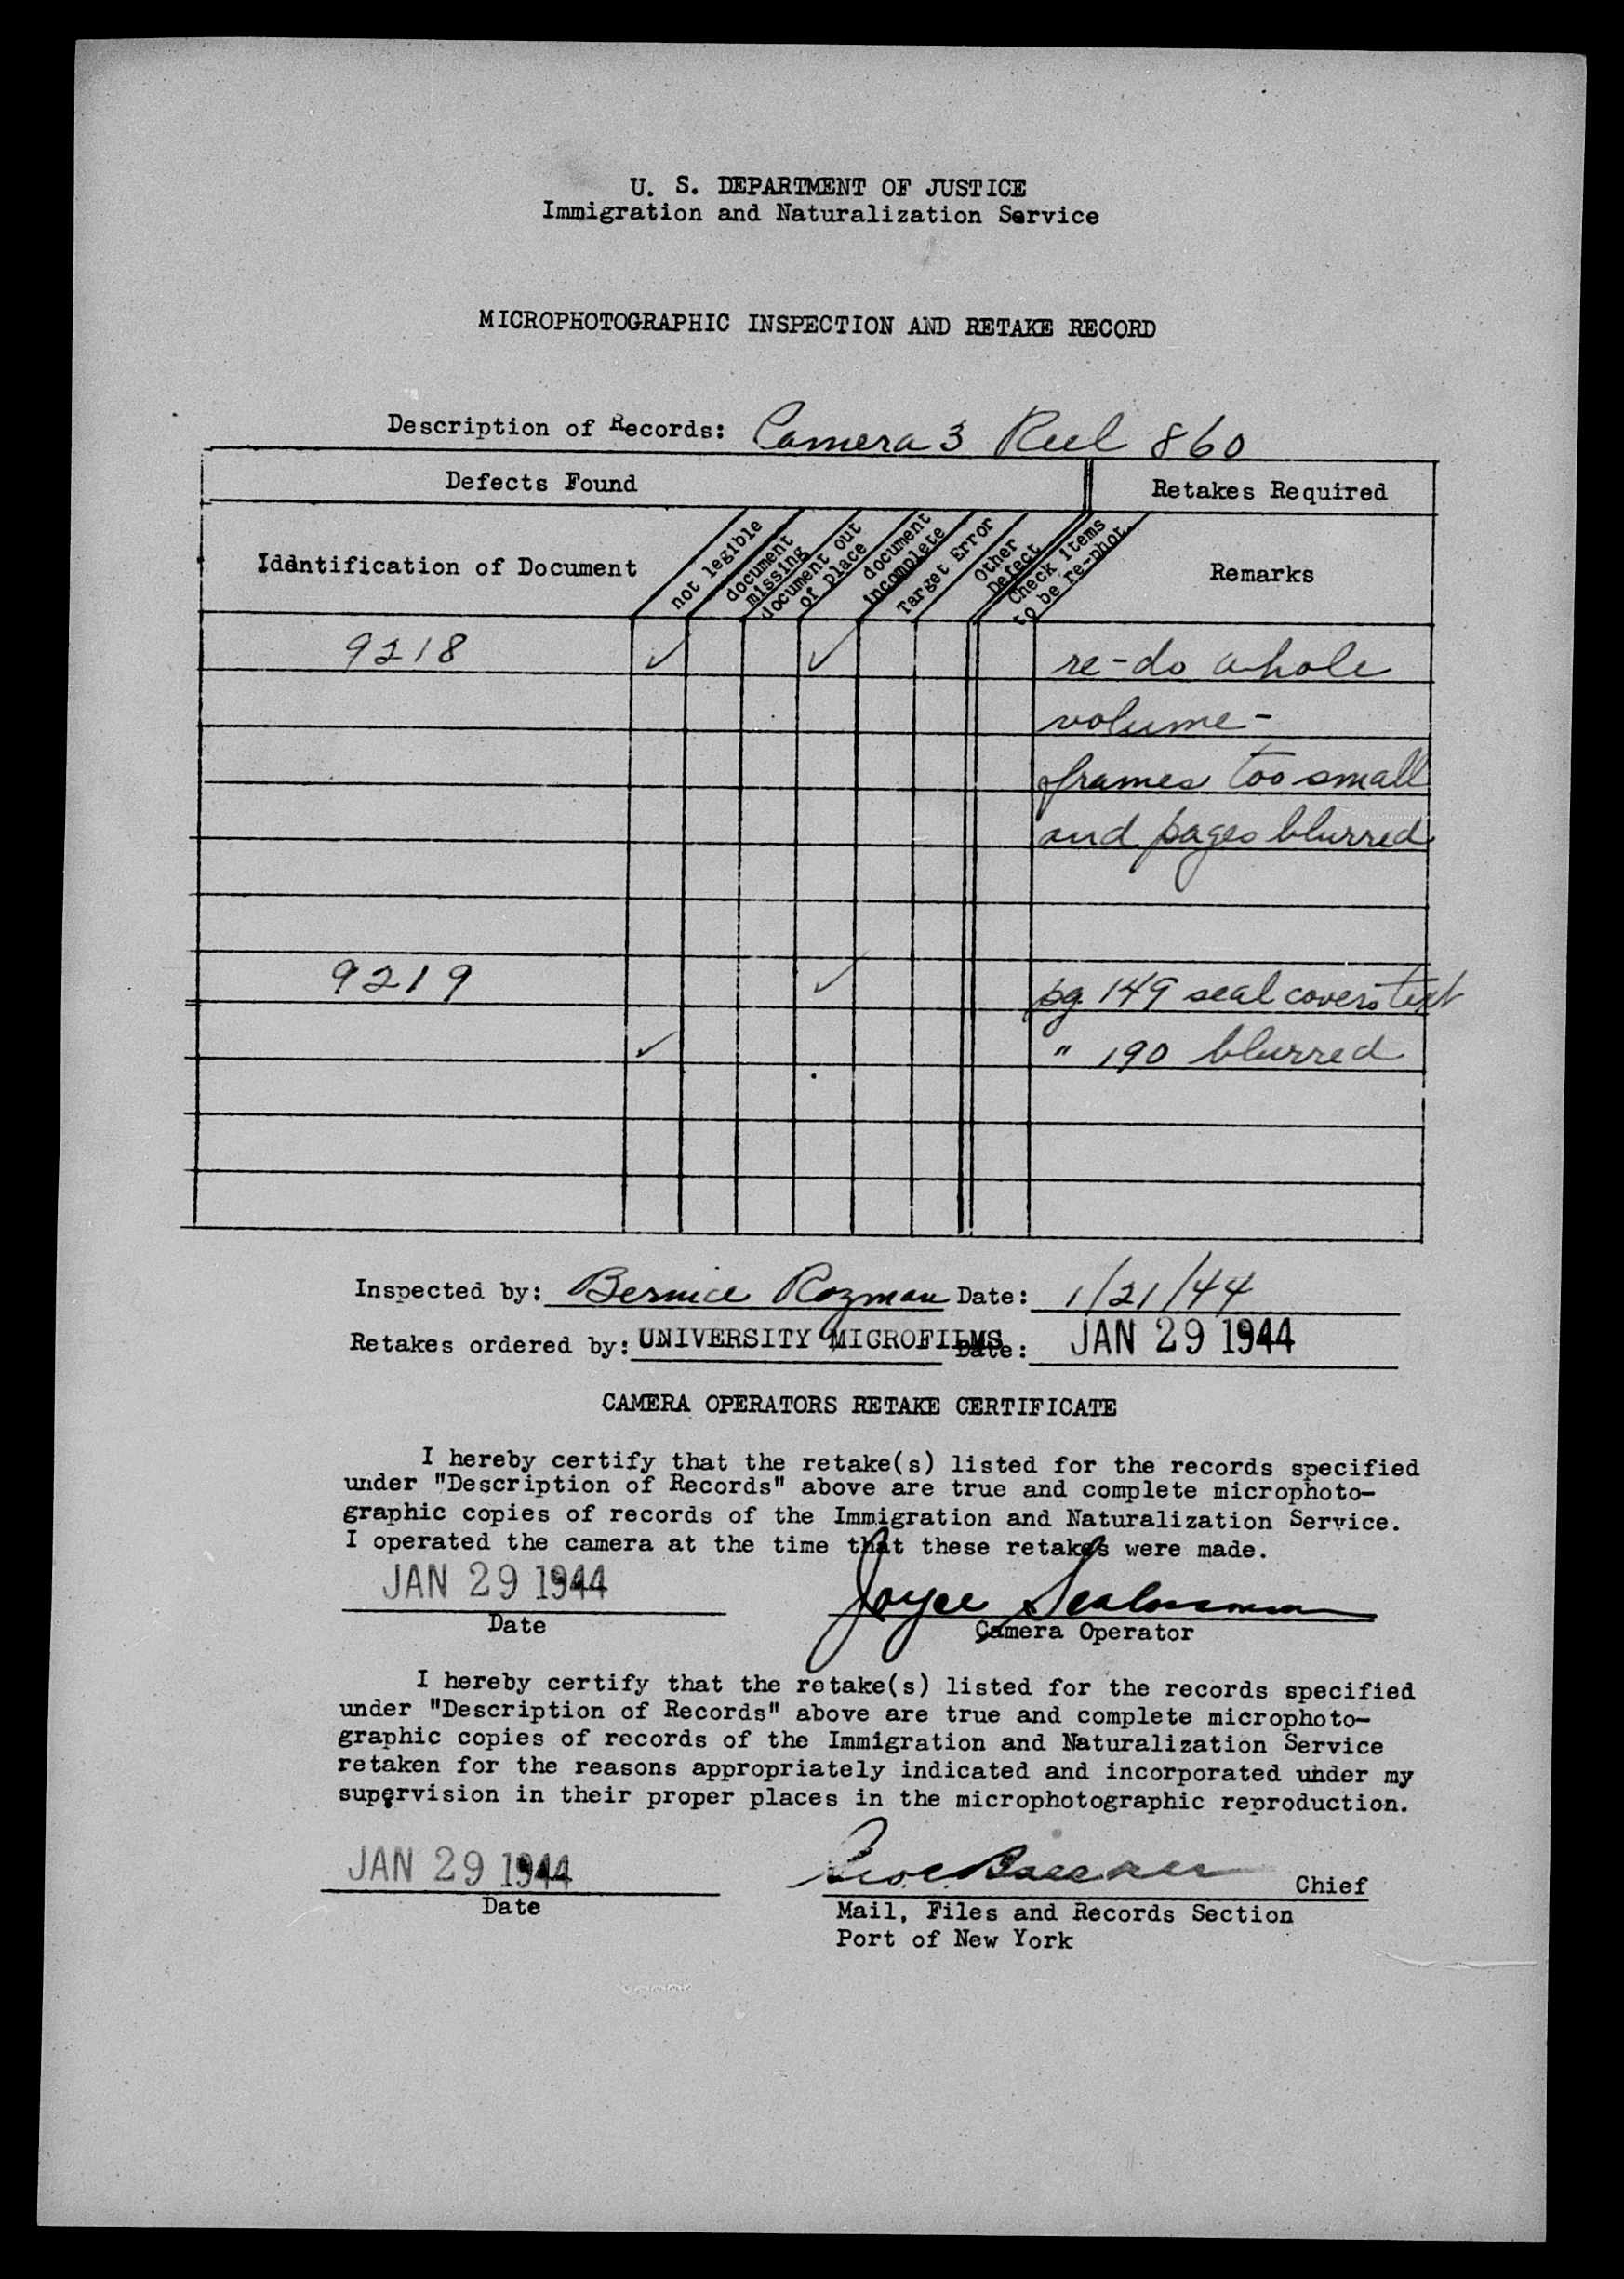 U. S. DEPARTMENT OF JUSTICE
Immigration and Naturalization Service
MICROPHOTOGRAPHIC INSPECTION AND RETAKE RECORD
Description of Records: Camera 3 Reel 860
Defects Found
Retakes Required
Identification of Document
not legible
document missing
document out of place
document incomplete
Target Error
Other Defect
Check items to be re-phot.
Remarks
9218 ✓ ✓ re-do whole
volume-
frames too small
and pages blurred
9219 ✓ pg. 149 seal covers text
✓ " 190 blurred
Inspected by: Bernice Rozman Date: 1/21/44
Retakes ordered by: UNIVERSITY MICROFILMS Date: JAN 29 1944
CAMERA OPERATORS RETAKE CERTIFICATE
I hereby certify that the retake(s) listed for the records specified
under "Description of Records" above are true and complete microphoto-
graphic copies of records of the Immigration and Naturalization Service.
I operated the camera at the time that these retakes were made.
JAN 29 1944 Joyce
Date Camera Operator
I hereby certify that the retake(s) listed for the records specified
under "Description of Records" above are true and complete microphoto-
graphic copies of records of the Immigration and Naturalization Service
retaken for the reasons appropriately indicated and incorporated under my
supervision in their proper places in the microphotographic reproduction.
JAN 29 1944 Chief
Date Mail, Files and Records Section
Port of New York